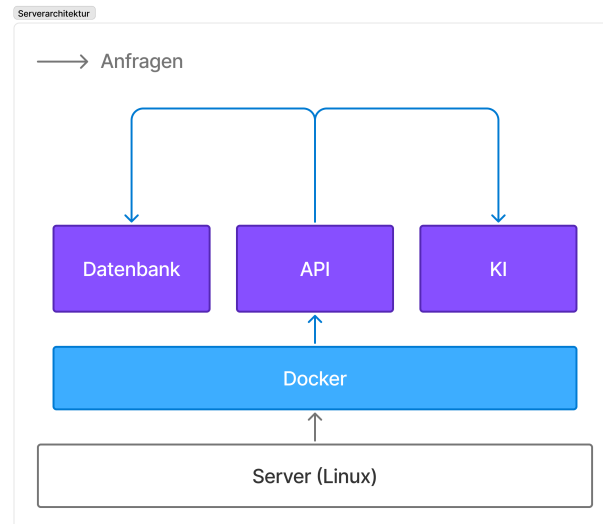 Serverarchitektur
Anfragen
Datenbank
API
KI
Docker
Server (Linux)